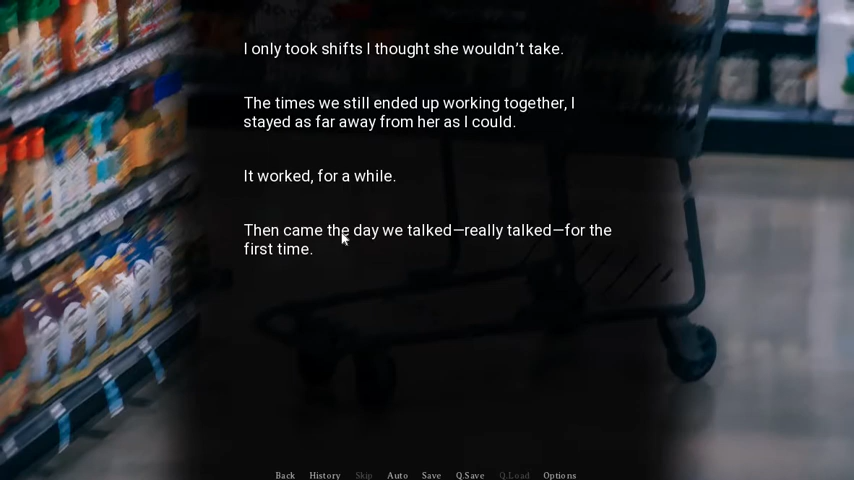 I only took shifts I thought she wouldn’t take.
The times we still ended up working together, I
stayed as far away from her as I could.
It worked, for a while.
Then came the day we talked—really talked—for the
first time.
Back History Skip Auto Save Q.Save Q.Load Options